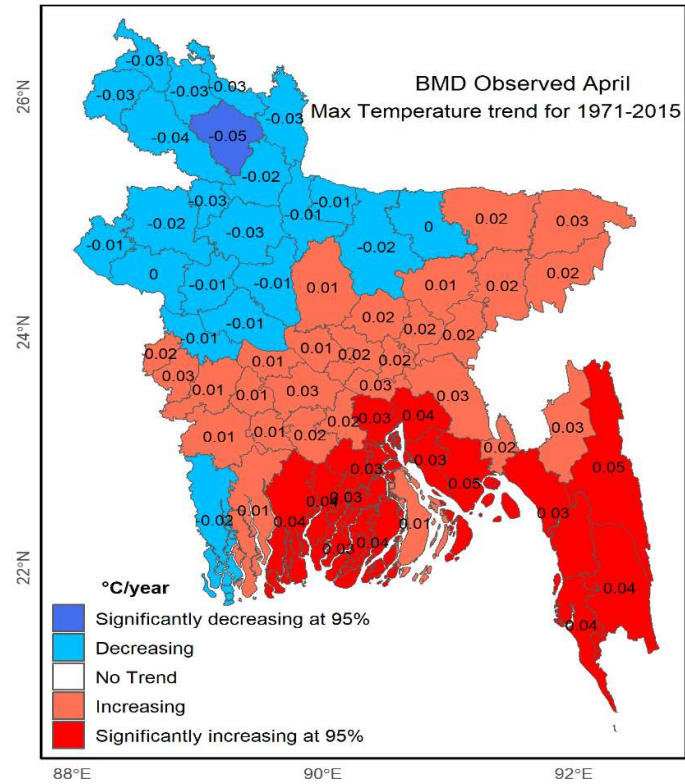 BMD Observed April
Max Temperature trend for 1971-2015
26°N
24°N
22°N
-0.03
-0.03 -0.03 -0.03
-0.03
-0.04 -0.05
-0.02
-0.03 -0.01
-0.02 -0.01 0.02 0.03
-0.01 -0.03 -0.02 0
0 -0.01 -0.01 0.01 0.01 0.02 0.02
-0.01 -0.01 0.02
0.02 0.01 0.01 0.02 0.02 0.02 0.02
0.03 0.01 0.01 0.03 0.03 0.03
0.01 0.01 0.02 0.02 0.03 0.04 0.02 0.03
0.03 0.03 0.05 0.05
-0.02 0.01 0.04 0.04 0.03 0.01 0.03
0.03 0.04 0.04
0.04
°C/year
Significantly decreasing at 95%
Decreasing
No Trend
Increasing
Significantly increasing at 95%
88°E 90°E 92°E